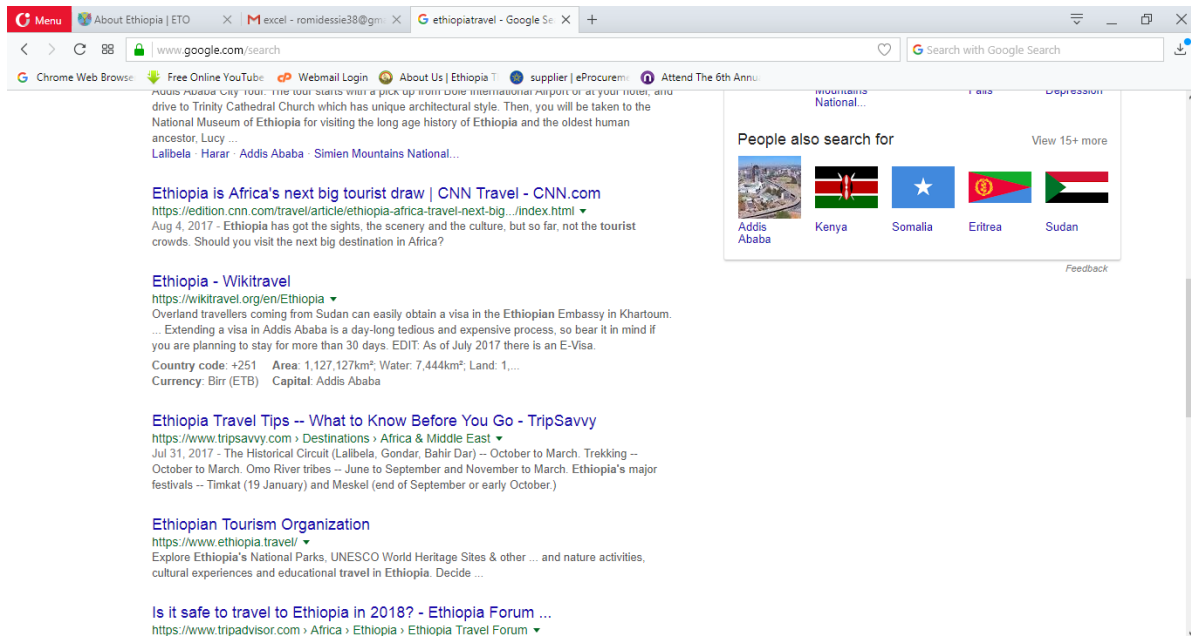 Menu
About Ethiopia | ETO
excel - romidessie38@gm
ethiopiatravel - Google Se
www.google.com/search
Search with Google Search
Chrome Web Browse
Free Online YouTube
Webmail Login
About Us | Ethiopia T
supplier | eProcurem
Attend The 6th Annu
Addis Ababa City Tour. The tour starts with a pick up from Bole International Airport or at your hotel, and
drive to Trinity Cathedral Church which has unique architectural style. Then, you will be taken to the
National Museum of Ethiopia for visiting the long age history of Ethiopia and the oldest human
ancestor, Lucy ...
Lalibela · Harar · Addis Ababa · Simien Mountains National...
Ethiopia is Africa's next big tourist draw | CNN Travel - CNN.com
https://edition.cnn.com/travel/article/ethiopia-africa-travel-next-big.../index.html
Aug 4, 2017 - Ethiopia has got the sights, the scenery and the culture, but so far, not the tourist
crowds. Should you visit the next big destination in Africa?
Ethiopia - Wikitravel
https://wikitravel.org/en/Ethiopia
Overland travellers coming from Sudan can easily obtain a visa in the Ethiopian Embassy in Khartoum.
... Extending a visa in Addis Ababa is a day-long tedious and expensive process, so bear it in mind if
you are planning to stay for more than 30 days. EDIT: As of July 2017 there is an E-Visa.
Country code: +251 Area: 1,127,127km²; Water: 7,444km²; Land: 1,...
Currency: Birr (ETB) Capital: Addis Ababa
Ethiopia Travel Tips -- What to Know Before You Go - TripSavvy
https://www.tripsavvy.com › Destinations › Africa & Middle East
Jul 31, 2017 - The Historical Circuit (Lalibela, Gondar, Bahir Dar) -- October to March. Trekking --
October to March. Omo River tribes -- June to September and November to March. Ethiopia's major
festivals -- Timkat (19 January) and Meskel (end of September or early October.)
Ethiopian Tourism Organization
https://www.ethiopia.travel/
Explore Ethiopia's National Parks, UNESCO World Heritage Sites & other ... and nature activities,
cultural experiences and educational travel in Ethiopia. Decide ...
Is it safe to travel to Ethiopia in 2018? - Ethiopia Forum ...
https://www.tripadvisor.com › Africa › Ethiopia › Ethiopia Travel Forum
Mountains
National...
Falls
Depression
People also search for
View 15+ more
Addis
Ababa
Kenya
Somalia
Eritrea
Sudan
Feedback